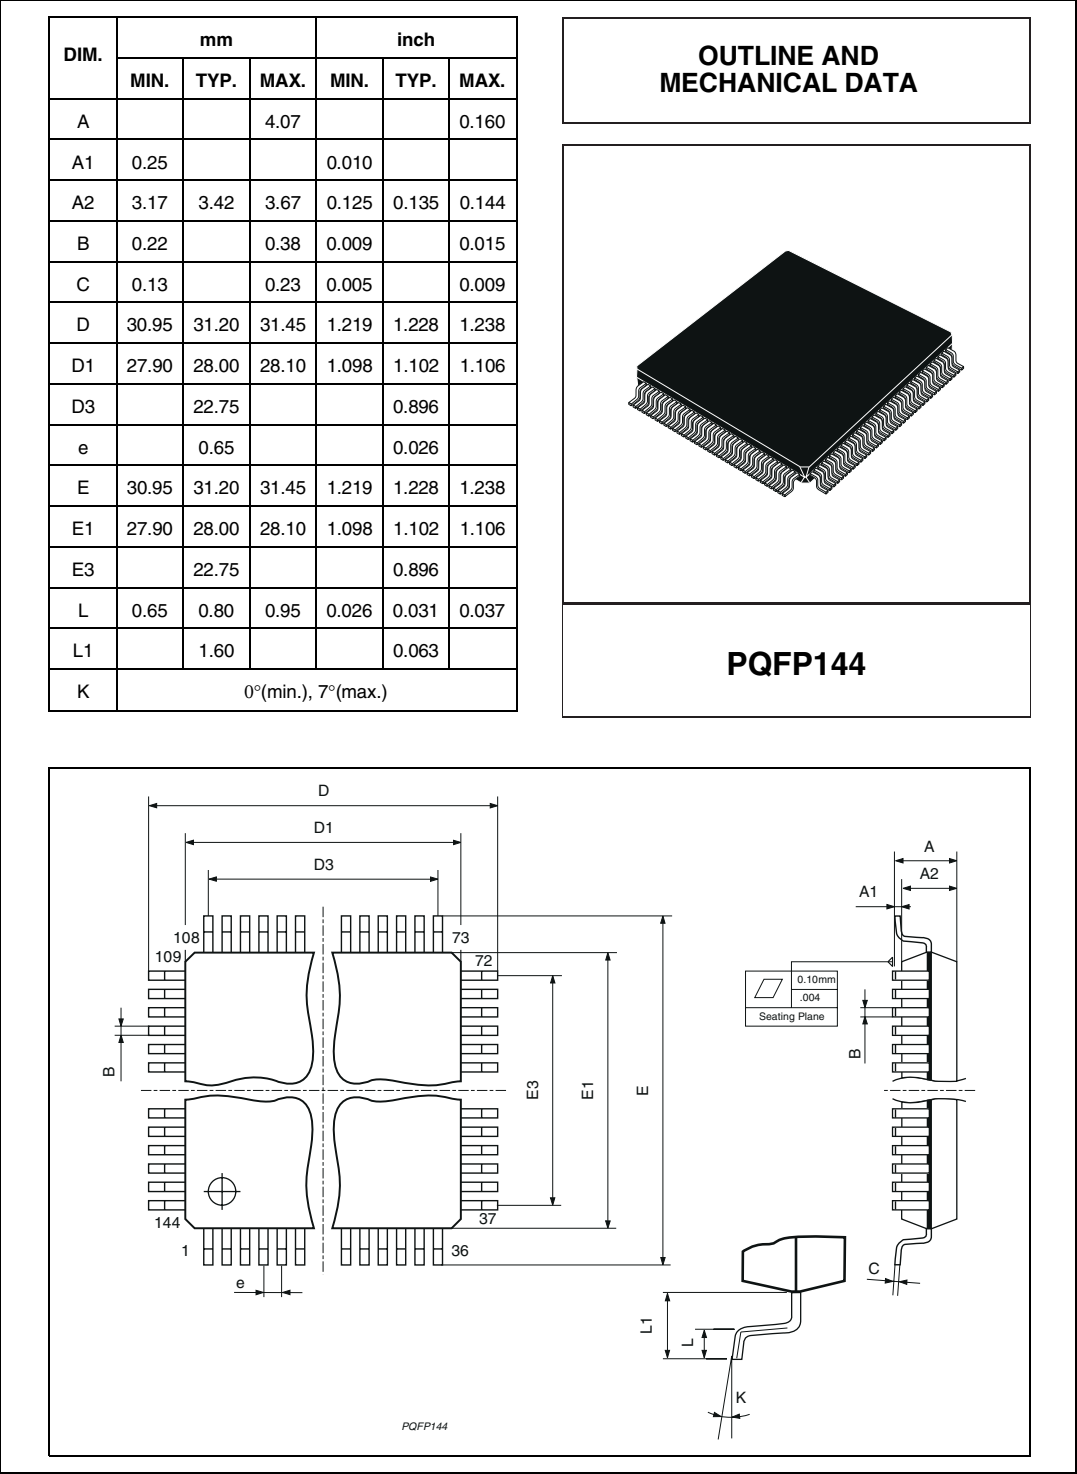 DIM. mm inch
MIN. TYP. MAX. MIN. TYP. MAX.
A 4.07 0.160
A1 0.25 0.010
A2 3.17 3.42 3.67 0.125 0.135 0.144
B 0.22 0.38 0.009 0.015
C 0.13 0.23 0.005 0.009
D 30.95 31.20 31.45 1.219 1.228 1.238
D1 27.90 28.00 28.10 1.098 1.102 1.106
D3 22.75 0.896
e 0.65 0.026
E 30.95 31.20 31.45 1.219 1.228 1.238
E1 27.90 28.00 28.10 1.098 1.102 1.106
E3 22.75 0.896
L 0.65 0.80 0.95 0.026 0.031 0.037
L1 1.60 0.063
K 0°(min.), 7°(max.)
OUTLINE AND
MECHANICAL DATA
PQFP144
D
D1
D3
108
73
109
72
B
E3
E1
E
144
37
1
36
e
A
A2
A1
0.10mm
.004
Seating Plane
B
C
L1
L
K
PQFP144